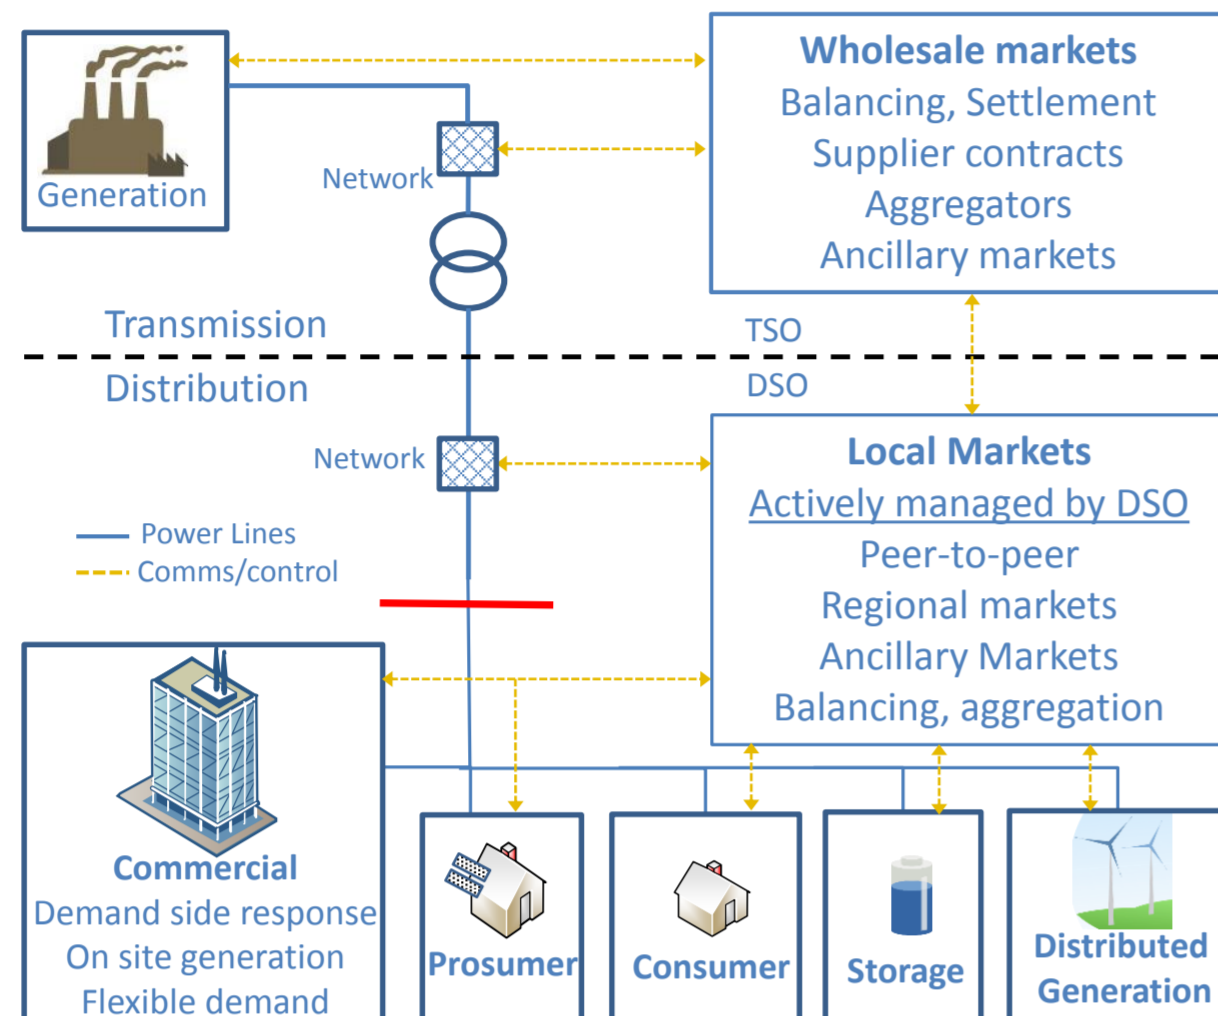 Generation
Network
Wholesale markets
Balancing, Settlement
Supplier contracts
Aggregators
Ancillary markets
Transmission
TSO
Distribution
DSO
Network
Local Markets
Actively managed by DSO
Peer-to-peer
Regional markets
Ancillary Markets
Balancing, aggregation
Power Lines
Comms/control
Commercial
Demand side response
On site generation
Flexible demand
Prosumer
Consumer
Storage
Distributed
Generation